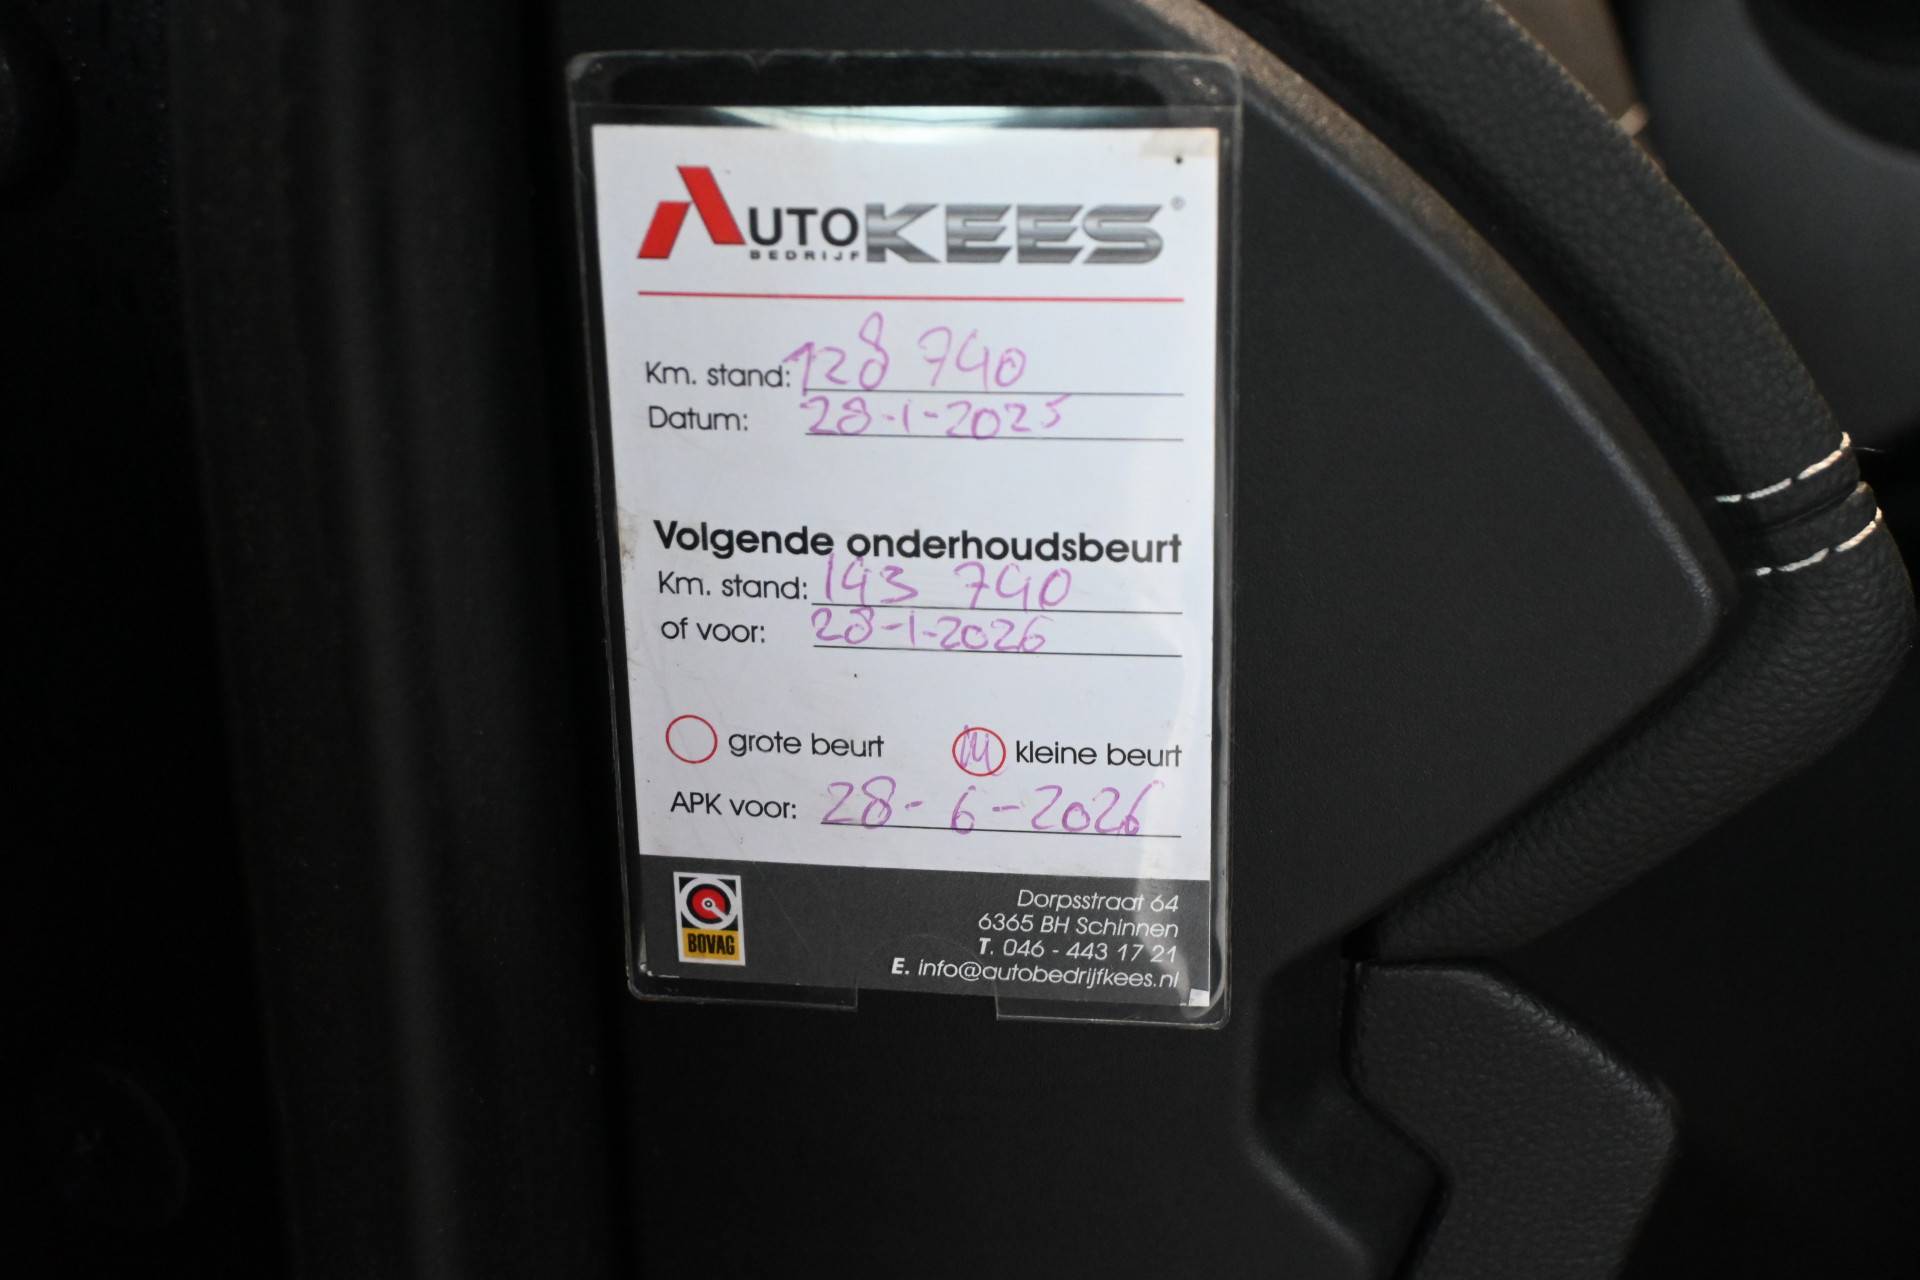 AUTO KEES®
BEDRIJF
Km. stand: 128 740
Datum: 28-1-2025
Volgende onderhoudsbeurt
Km. stand: 143 740
of voor: 28-1-2026
grote beurt kleine beurt
APK voor: 28-6-2026
BOVAG
Dorpsstraat 64
6365 BH Schinnen
T. 046 - 443 17 21
E. info@autobedrijfkees.nl